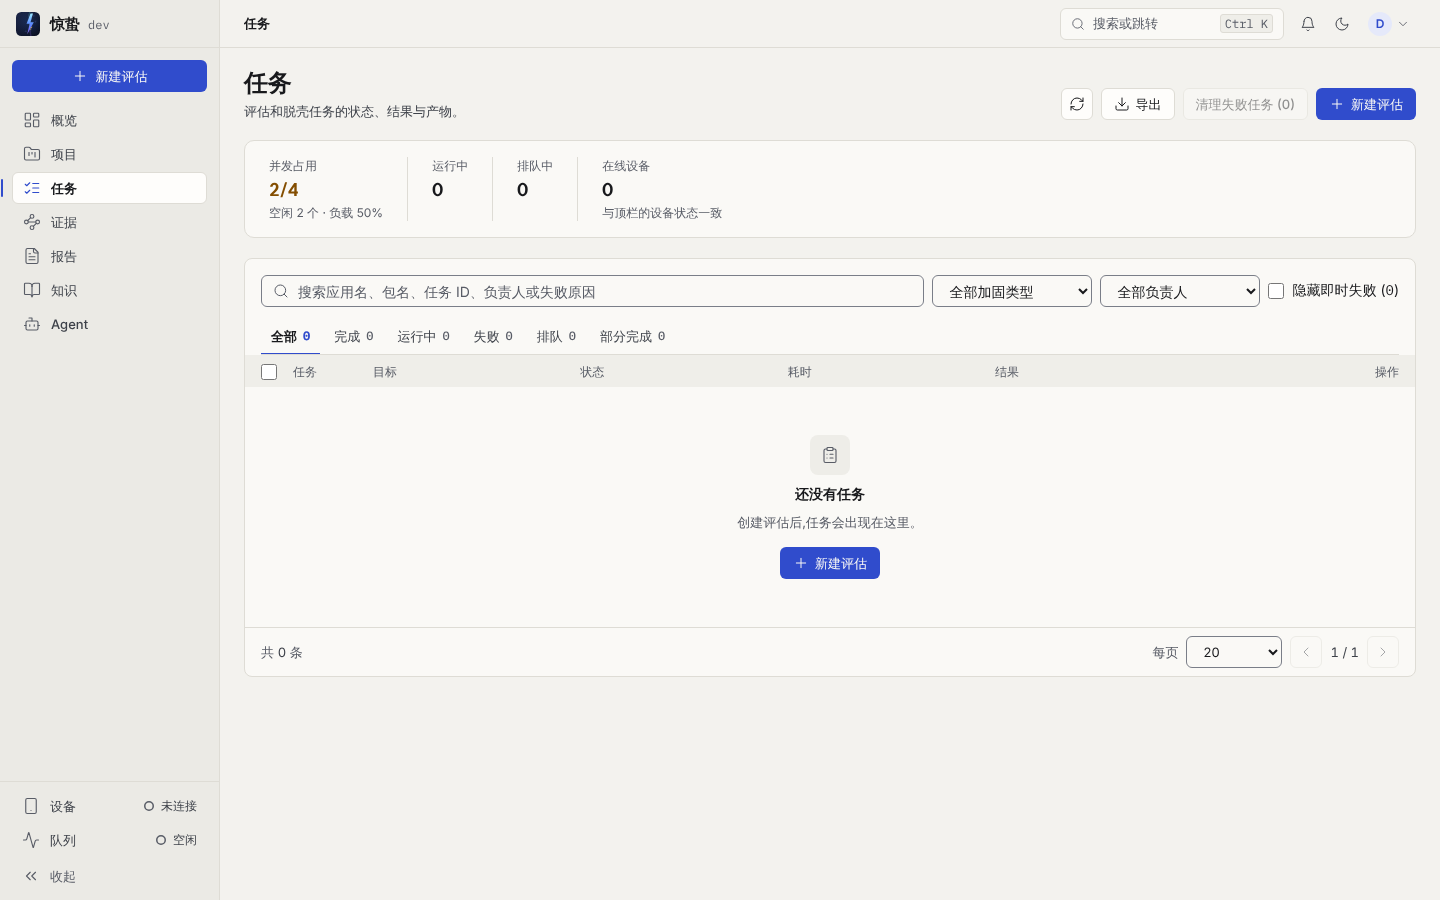 惊蛰 dev
任务
搜索或跳转 Ctrl K
D
新建评估
概览
项目
任务
证据
报告
知识
Agent
设备 未连接
队列 空闲
收起
任务
评估和脱壳任务的状态、结果与产物。
导出
清理失败任务 (0)
新建评估
并发占用
2/4
空闲 2 个 · 负载 50%
运行中
0
排队中
0
在线设备
0
与顶栏的设备状态一致
搜索应用名、包名、任务 ID、负责人或失败原因
全部加固类型
全部负责人
隐藏即时失败 (0)
全部 0 完成 0 运行中 0 失败 0 排队 0 部分完成 0
任务 目标 状态 耗时 结果 操作
还没有任务
创建评估后,任务会出现在这里。
新建评估
共 0 条
每页 20 1 / 1